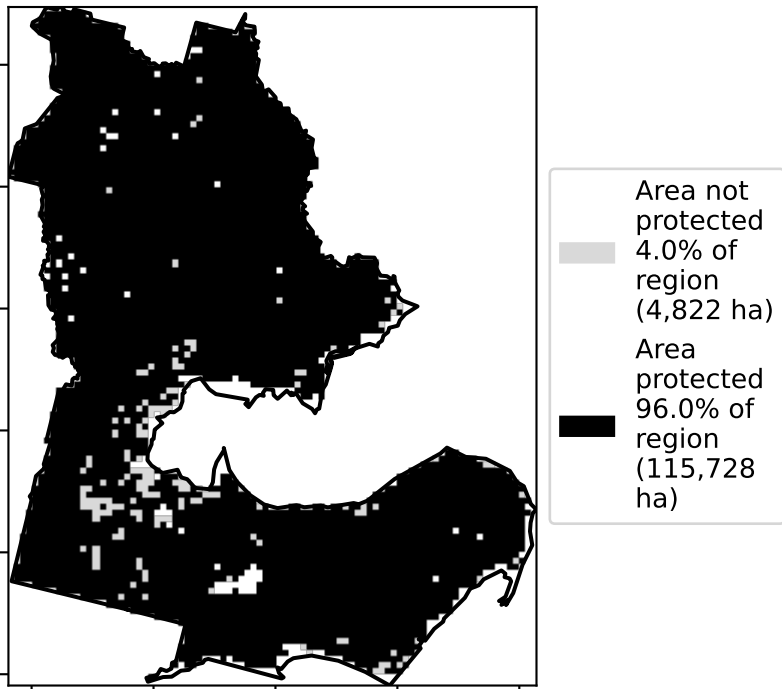 Area not
protected
4.0% of
region
(4,822 ha)
Area
protected
96.0% of
region
(115,728
ha)